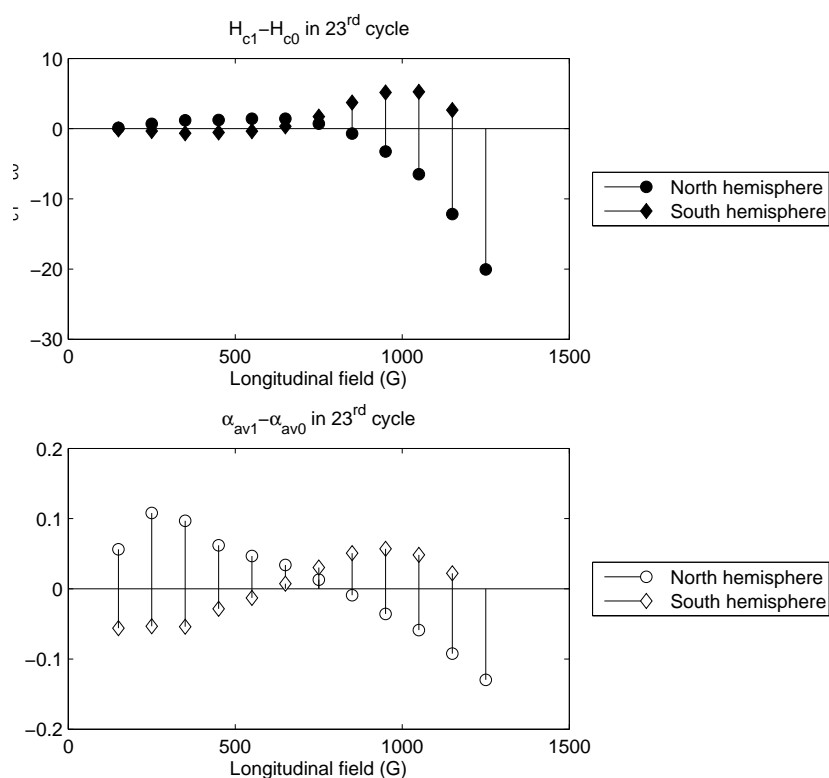 H_c1−H_c0 in 23^rd cycle
10
0
−10
−20
−30
0
500
1000
1500
Longitudinal field (G)
North hemisphere
South hemisphere
α_av1−α_av0 in 23^rd cycle
0.2
0.1
0
−0.1
−0.2
0
500
1000
1500
Longitudinal field (G)
North hemisphere
South hemisphere